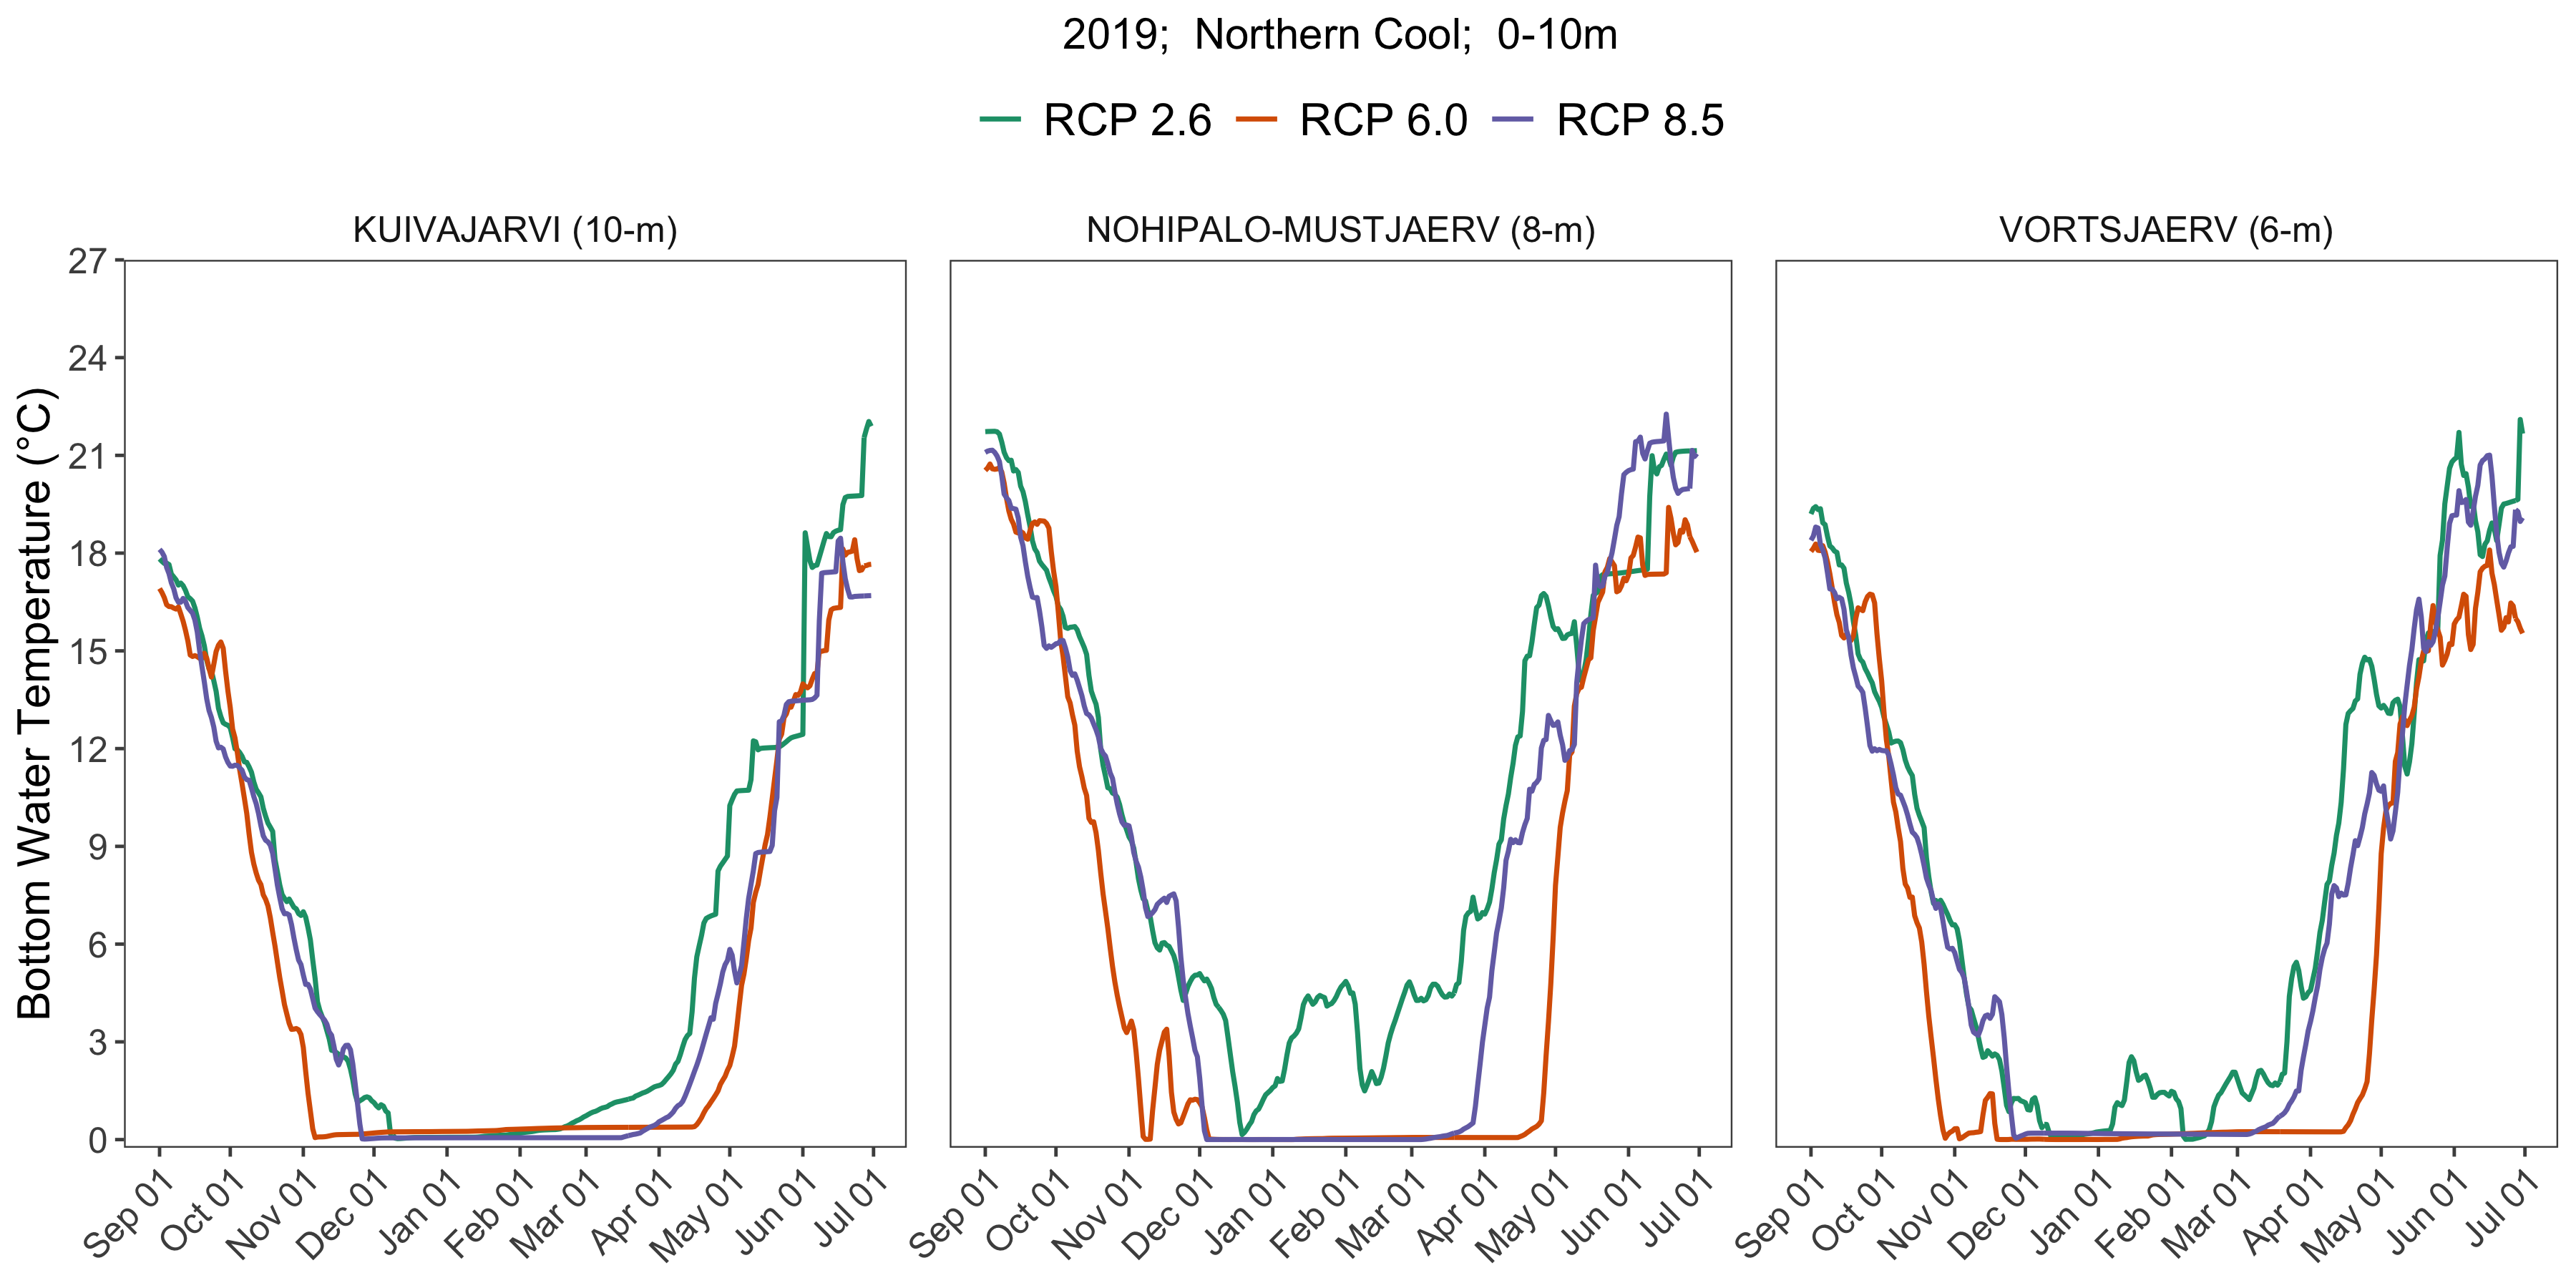 2019;  Northern Cool;  0-10m
RCP 2.6 RCP 6.0 RCP 8.5
KUIVAJARVI (10-m) NOHIPALO-MUSTJAERV (8-m) VORTSJAERV (6-m)
Bottom Water Temperature (°C)
27
24
21
18
15
12
9
6
3
0
Sep 01 Oct 01 Nov 01 Dec 01 Jan 01 Feb 01 Mar 01 Apr 01 May 01 Jun 01 Jul 01
Sep 01 Oct 01 Nov 01 Dec 01 Jan 01 Feb 01 Mar 01 Apr 01 May 01 Jun 01 Jul 01
Sep 01 Oct 01 Nov 01 Dec 01 Jan 01 Feb 01 Mar 01 Apr 01 May 01 Jun 01 Jul 01